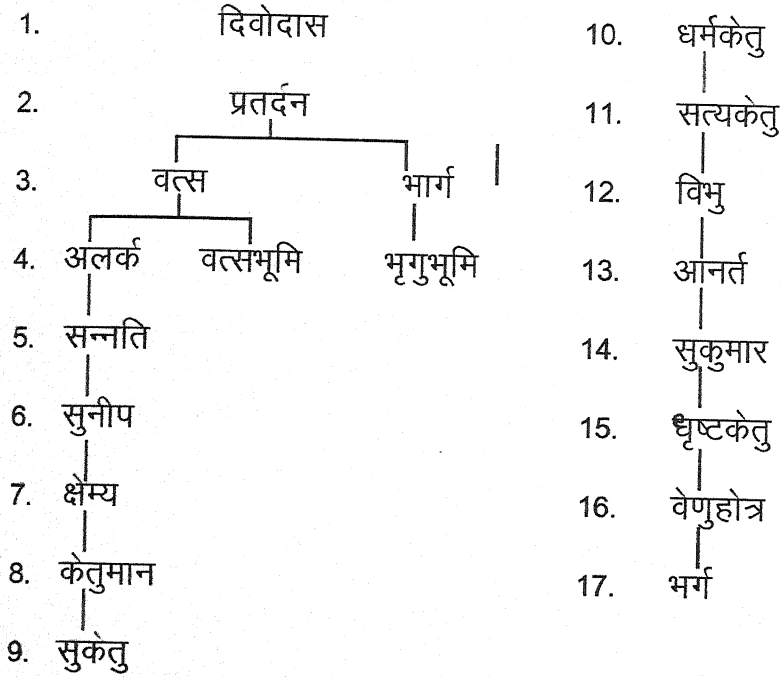 1. दिवोदास
2. प्रतर्दन
3. वत्स भार्ग
4. अलर्क वत्सभूमि भृगुभूमि
5. सन्नति
6. सुनीप
7. क्षेम्य
8. केतुमान
9. सुकेतु
10. धर्मकेतु
11. सत्यकेतु
12. विभु
13. आनर्त
14. सुकुमार
15. धृष्टकेतु
16. वेणुहोत्र
17. भर्ग